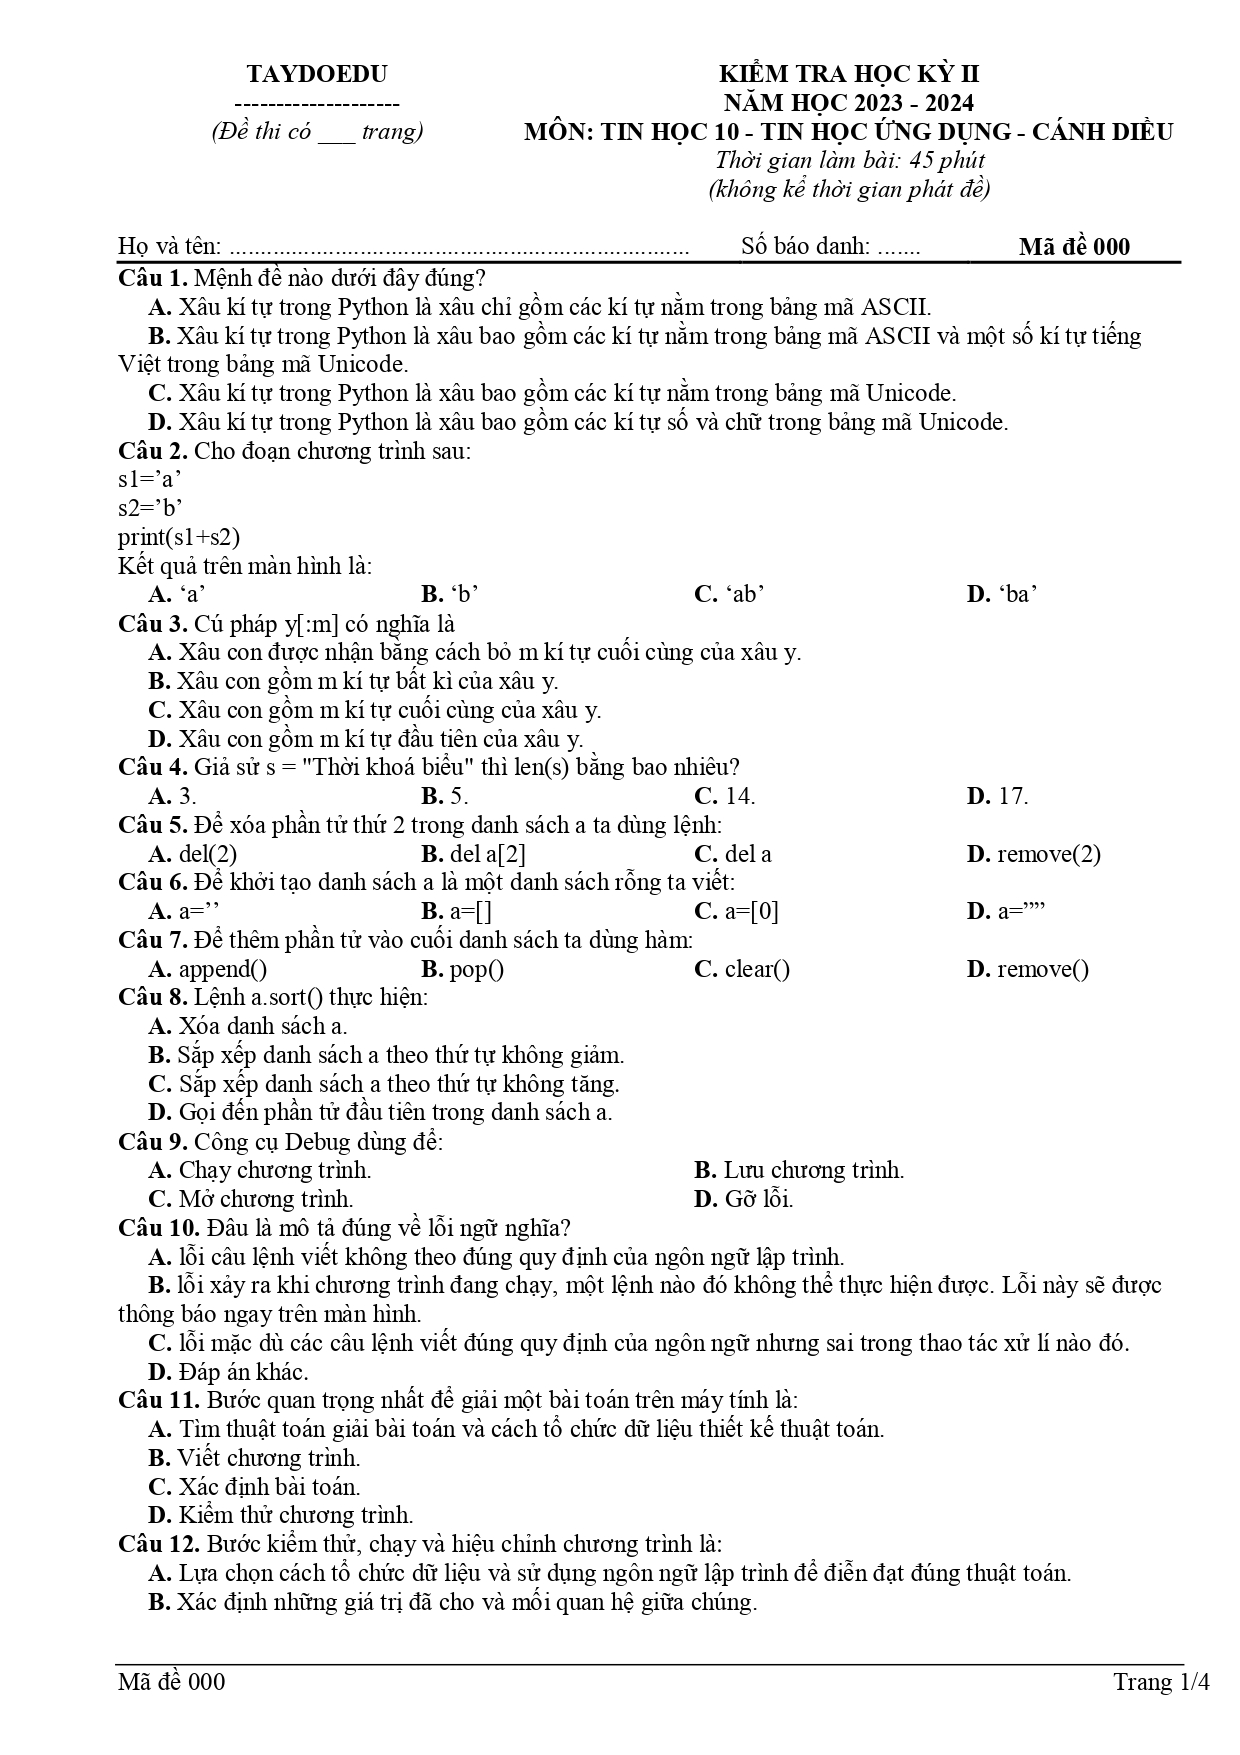 TAYDOEDU
--------------------
(Đề thi có ___ trang)
KIỂM TRA HỌC KỲ II
NĂM HỌC 2023 - 2024
MÔN: TIN HỌC 10 - TIN HỌC ỨNG DỤNG - CÁNH DIỀU
Thời gian làm bài: 45 phút
(không kể thời gian phát đề)
Họ và tên: ........................................................................... Số báo danh: ....... Mã đề 000
Câu 1. Mệnh đề nào dưới đây đúng?
A. Xâu kí tự trong Python là xâu chỉ gồm các kí tự nằm trong bảng mã ASCII.
B. Xâu kí tự trong Python là xâu bao gồm các kí tự nằm trong bảng mã ASCII và một số kí tự tiếng
Việt trong bảng mã Unicode.
C. Xâu kí tự trong Python là xâu bao gồm các kí tự nằm trong bảng mã Unicode.
D. Xâu kí tự trong Python là xâu bao gồm các kí tự số và chữ trong bảng mã Unicode.
Câu 2. Cho đoạn chương trình sau:
s1=’a’
s2=’b’
print(s1+s2)
Kết quả trên màn hình là:
A. ‘a’ B. ‘b’ C. ‘ab’ D. ‘ba’
Câu 3. Cú pháp y[:m] có nghĩa là
A. Xâu con được nhận bằng cách bỏ m kí tự cuối cùng của xâu y.
B. Xâu con gồm m kí tự bất kì của xâu y.
C. Xâu con gồm m kí tự cuối cùng của xâu y.
D. Xâu con gồm m kí tự đầu tiên của xâu y.
Câu 4. Giả sử s = "Thời khoá biểu" thì len(s) bằng bao nhiêu?
A. 3. B. 5. C. 14. D. 17.
Câu 5. Để xóa phần tử thứ 2 trong danh sách a ta dùng lệnh:
A. del(2) B. del a[2] C. del a D. remove(2)
Câu 6. Để khởi tạo danh sách a là một danh sách rỗng ta viết:
A. a=’’ B. a=[] C. a=[0] D. a=””
Câu 7. Để thêm phần tử vào cuối danh sách ta dùng hàm:
A. append() B. pop() C. clear() D. remove()
Câu 8. Lệnh a.sort() thực hiện:
A. Xóa danh sách a.
B. Sắp xếp danh sách a theo thứ tự không giảm.
C. Sắp xếp danh sách a theo thứ tự không tăng.
D. Gọi đến phần tử đầu tiên trong danh sách a.
Câu 9. Công cụ Debug dùng để:
A. Chạy chương trình. B. Lưu chương trình.
C. Mở chương trình. D. Gỡ lỗi.
Câu 10. Đâu là mô tả đúng về lỗi ngữ nghĩa?
A. lỗi câu lệnh viết không theo đúng quy định của ngôn ngữ lập trình.
B. lỗi xảy ra khi chương trình đang chạy, một lệnh nào đó không thể thực hiện được. Lỗi này sẽ được
thông báo ngay trên màn hình.
C. lỗi mặc dù các câu lệnh viết đúng quy định của ngôn ngữ nhưng sai trong thao tác xử lí nào đó.
D. Đáp án khác.
Câu 11. Bước quan trọng nhất để giải một bài toán trên máy tính là:
A. Tìm thuật toán giải bài toán và cách tổ chức dữ liệu thiết kế thuật toán.
B. Viết chương trình.
C. Xác định bài toán.
D. Kiểm thử chương trình.
Câu 12. Bước kiểm thử, chạy và hiệu chỉnh chương trình là:
A. Lựa chọn cách tổ chức dữ liệu và sử dụng ngôn ngữ lập trình để điễn đạt đúng thuật toán.
B. Xác định những giá trị đã cho và mối quan hệ giữa chúng.
Mã đề 000 Trang 1/4